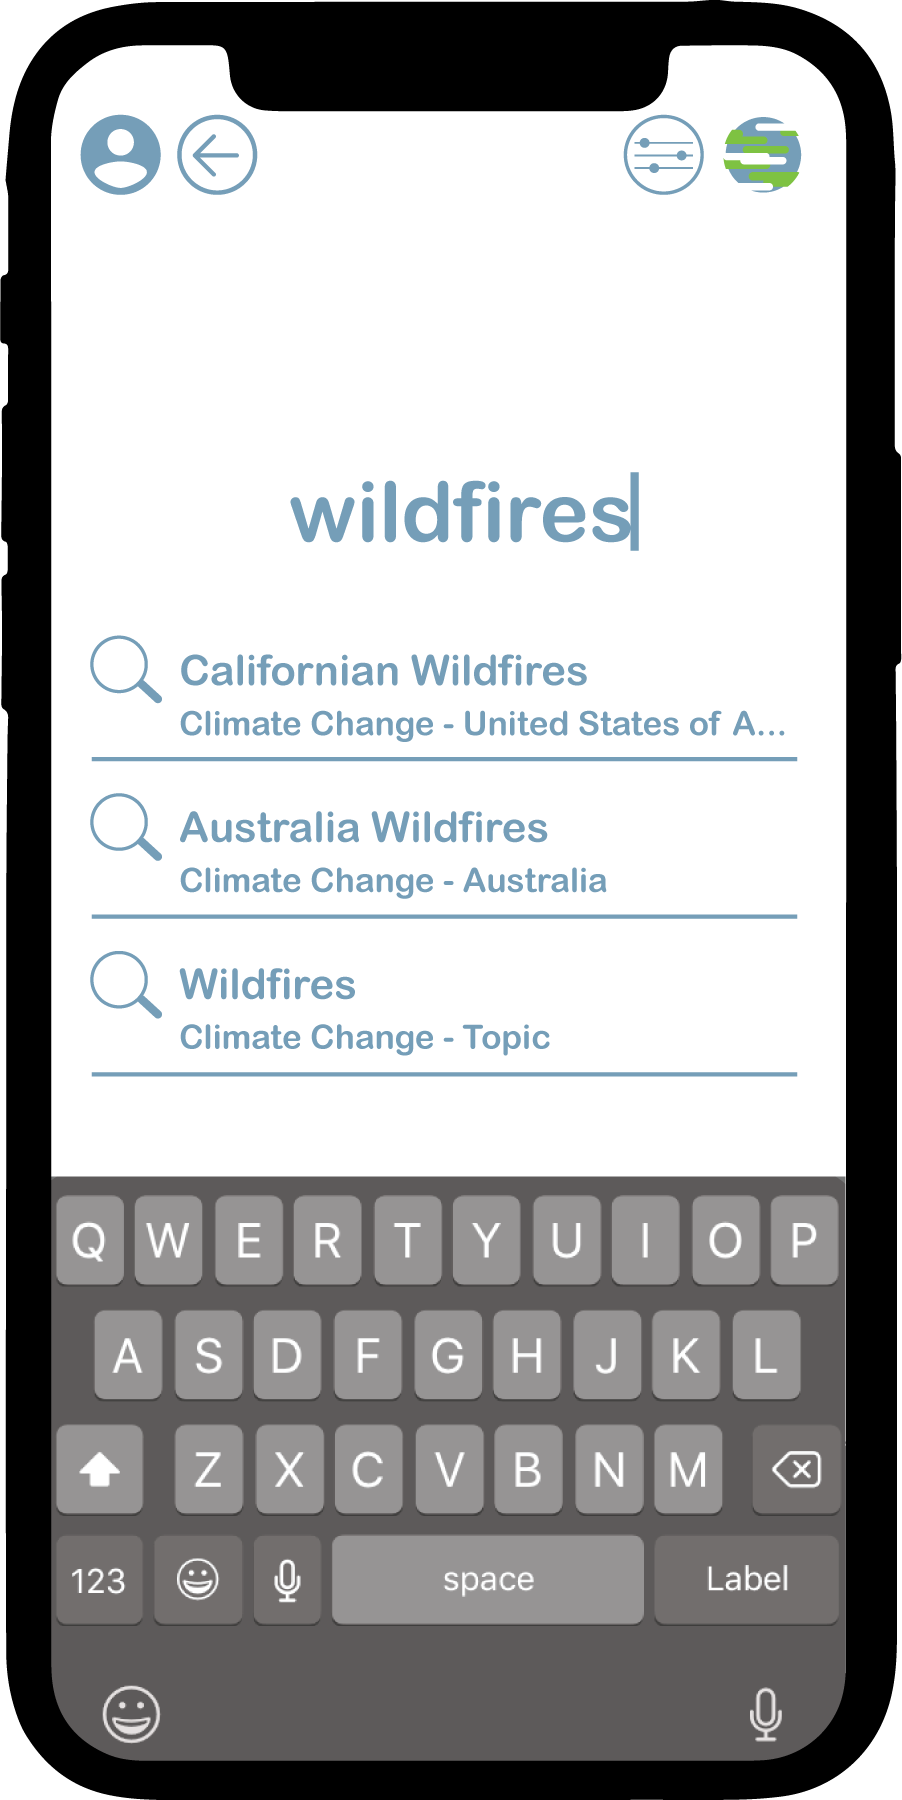 wildfires
Californian Wildfires
Climate Change - United States of A...
Australia Wildfires
Climate Change - Australia
Wildfires
Climate Change - Topic
Q W E R T Y U I O P
A S D F G H J K L
Z X C V B N M
123 space Label